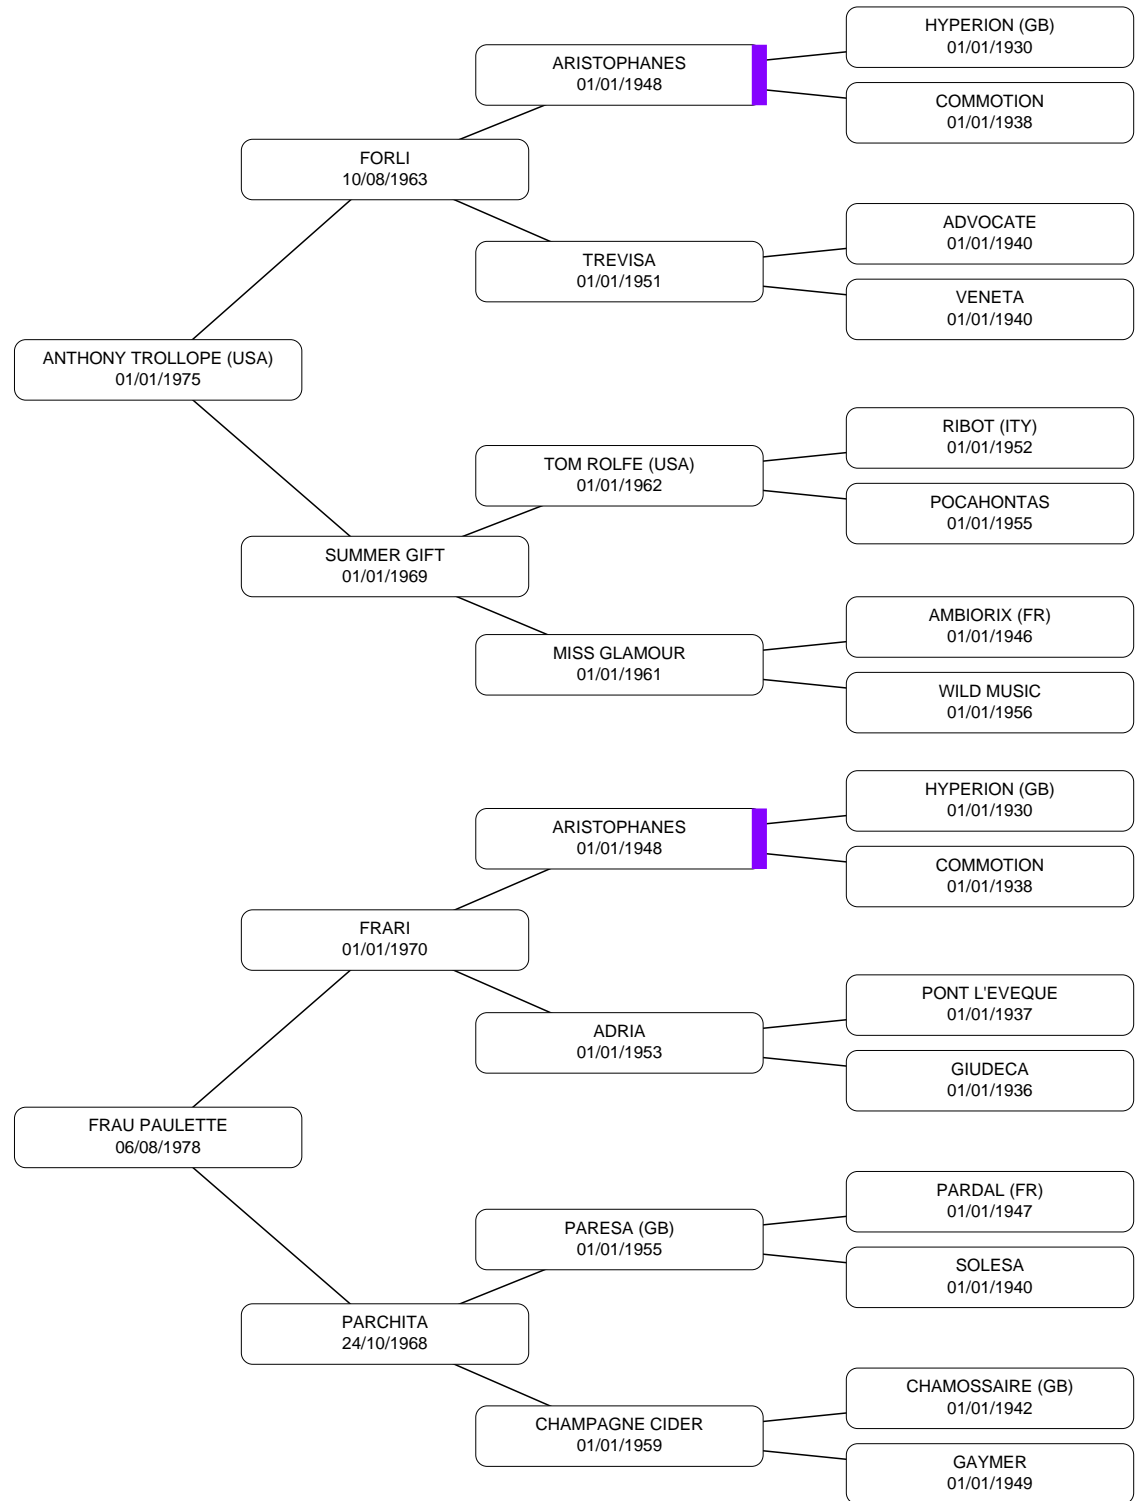 HYPERION (GB)
01/01/1930
ARISTOPHANES
01/01/1948
COMMOTION
01/01/1938
FORLI
10/08/1963
ADVOCATE
01/01/1940
TREVISA
01/01/1951
VENETA
01/01/1940
ANTHONY TROLLOPE (USA)
01/01/1975
RIBOT (ITY)
01/01/1952
TOM ROLFE (USA)
01/01/1962
POCAHONTAS
01/01/1955
SUMMER GIFT
01/01/1969
AMBIORIX (FR)
01/01/1946
MISS GLAMOUR
01/01/1961
WILD MUSIC
01/01/1956
HYPERION (GB)
01/01/1930
ARISTOPHANES
01/01/1948
COMMOTION
01/01/1938
FRARI
01/01/1970
PONT L'EVEQUE
01/01/1937
ADRIA
01/01/1953
GIUDECA
01/01/1936
FRAU PAULETTE
06/08/1978
PARDAL (FR)
01/01/1947
PARESA (GB)
01/01/1955
SOLESA
01/01/1940
PARCHITA
24/10/1968
CHAMOSSAIRE (GB)
01/01/1942
CHAMPAGNE CIDER
01/01/1959
GAYMER
01/01/1949